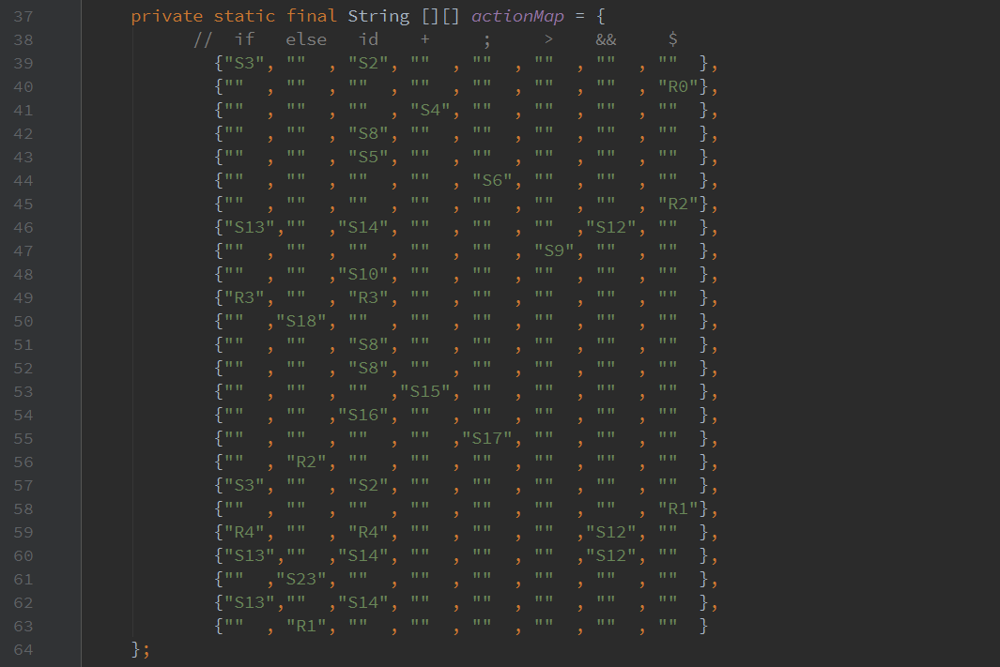 37 private static final String [][] actionMap = {
38 // if else id + ; > && $
39 {"S3", "" , "S2", "" , "" , "" , "" , "" },
40 {"" , "" , "" , "" , "" , "" , "" , "R0"},
41 {"" , "" , "" , "S4", "" , "" , "" , "" },
42 {"" , "" , "S8", "" , "" , "" , "" , "" },
43 {"" , "" , "S5", "" , "" , "" , "" , "" },
44 {"" , "" , "" , "" , "S6", "" , "" , "" },
45 {"" , "" , "" , "" , "" , "" , "" , "R2"},
46 {"S13","" ,"S14", "" , "" , "" ,"S12", "" },
47 {"" , "" , "" , "" , "" , "S9", "" , "" },
48 {"" , "" ,"S10", "" , "" , "" , "" , "" },
49 {"R3", "" , "R3", "" , "" , "" , "" , "" },
50 {"" ,"S18", "" , "" , "" , "" , "" , "" },
51 {"" , "" , "S8", "" , "" , "" , "" , "" },
52 {"" , "" , "S8", "" , "" , "" , "" , "" },
53 {"" , "" , "" ,"S15", "" , "" , "" , "" },
54 {"" , "" ,"S16", "" , "" , "" , "" , "" },
55 {"" , "" , "" , "" ,"S17", "" , "" , "" },
56 {"" , "R2", "" , "" , "" , "" , "" , "" },
57 {"S3", "" , "S2", "" , "" , "" , "" , "" },
58 {"" , "" , "" , "" , "" , "" , "" , "R1"},
59 {"R4", "" , "R4", "" , "" , "" ,"S12", "" },
60 {"S13","" ,"S14", "" , "" , "" ,"S12", "" },
61 {"" ,"S23", "" , "" , "" , "" , "" , "" },
62 {"S13","" ,"S14", "" , "" , "" , "" , "" },
63 {"" , "R1", "" , "" , "" , "" , "" , "" }
64 };